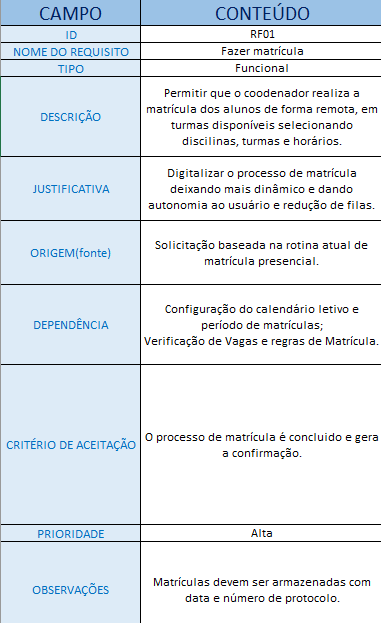 CAMPO CONTEÚDO
ID RF01
NOME DO REQUISITO Fazer matrícula
TIPO Funcional
DESCRIÇÃO
Permitir que o coodenador realiza a
matrícula dos alunos de forma remota, em
turmas disponíveis selecionando
discilinas, turmas e horários.
JUSTIFICATIVA
Digitalizar o processo de matrícula
deixando mais dinâmico e dando
autonomia ao usuário e redução de filas.
ORIGEM(fonte)
Solicitação baseada na rotina atual de
matrícula presencial.
DEPENDÊNCIA
Configuração do calendário letivo e
período de matrículas;
Verificação de Vagas e regras de Matrícula.
CRITÉRIO DE ACEITAÇÃO
O processo de matrícula é concluido e gera
a confirmação.
PRIORIDADE Alta
OBSERVAÇÕES
Matrículas devem ser armazenadas com
data e número de protocolo.